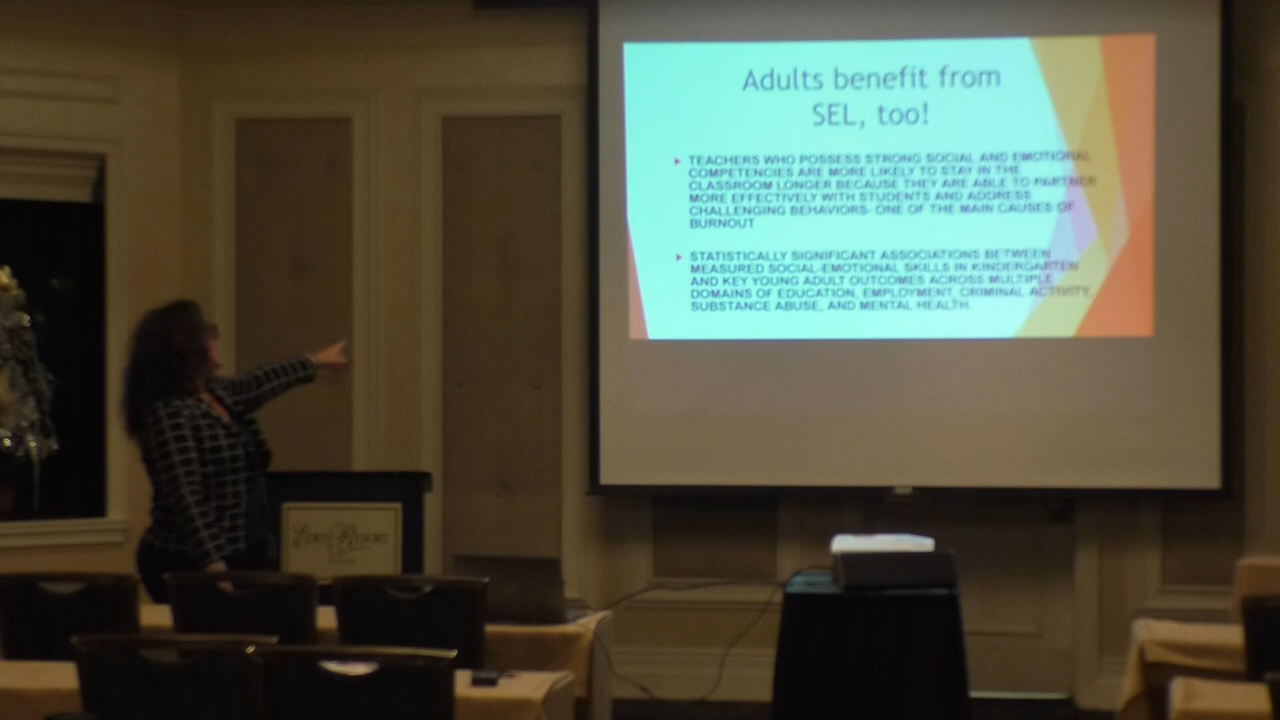 Adults benefit from
SEL, too!
TEACHERS WHO POSSESS STRONG SOCIAL AND EMOTIONAL
COMPETENCIES ARE MORE LIKELY TO STAY IN THE
CLASSROOM LONGER BECAUSE THEY ARE ABLE TO PARTNER
MORE EFFECTIVELY WITH STUDENTS AND ADDRESS
CHALLENGING BEHAVIORS- ONE OF THE MAIN CAUSES OF
BURNOUT
STATISTICALLY SIGNIFICANT ASSOCIATIONS BETWEEN
MEASURED SOCIAL-EMOTIONAL SKILLS IN KINDERGARTEN
AND KEY YOUNG ADULT OUTCOMES ACROSS MULTIPLE
DOMAINS OF EDUCATION, EMPLOYMENT, CRIMINAL ACTIVITY,
SUBSTANCE ABUSE, AND MENTAL HEALTH.
EDEN RESORT